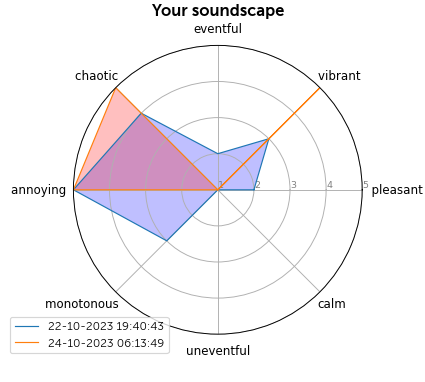 Your soundscape
eventful
chaotic
vibrant
annoying
1
2
3
4
5
pleasant
monotonous
calm
uneventful
22-10-2023 19:40:43
24-10-2023 06:13:49